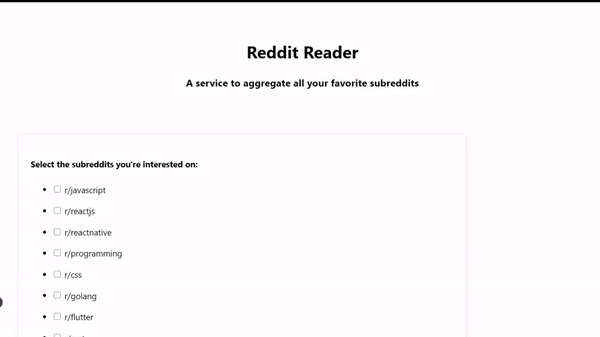 Reddit Reader
A service to aggregate all your favorite subreddits
Select the subreddits you're interested on:
r/javascript
r/reactjs
r/reactnative
r/programming
r/css
r/golang
r/flutter